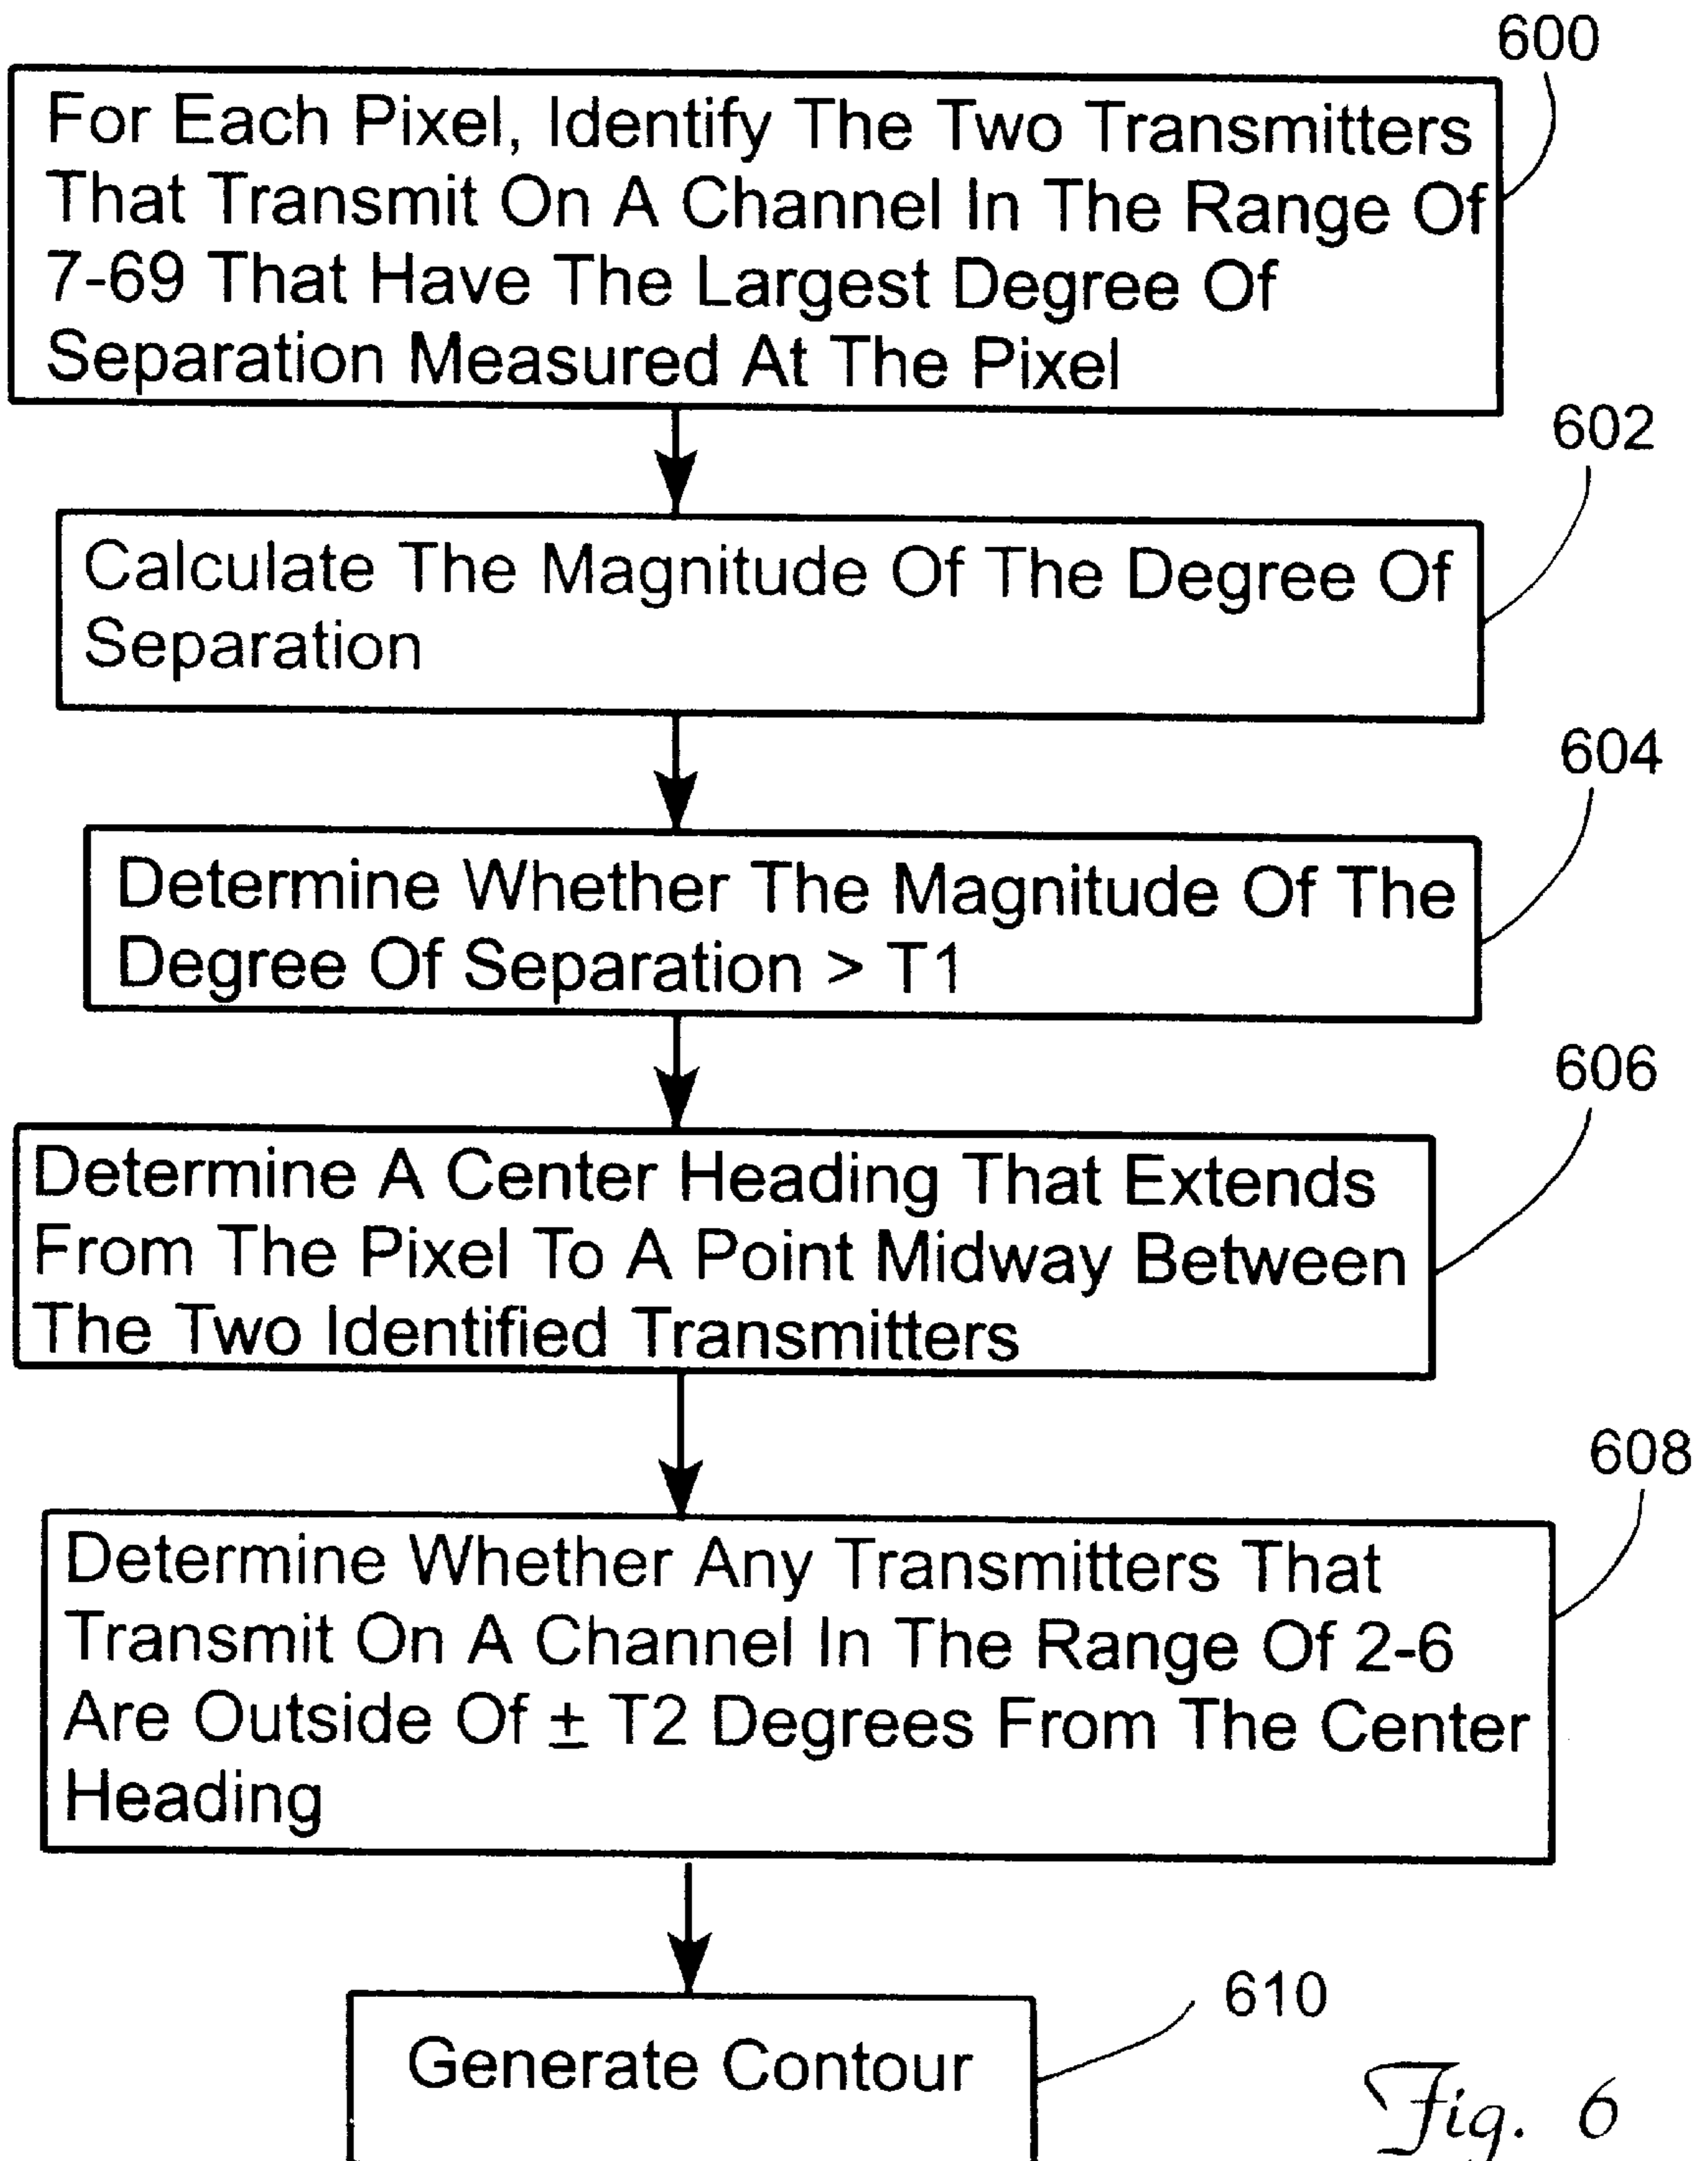 600
For Each Pixel, Identify The Two Transmitters
That Transmit On A Channel In The Range Of
7-69 That Have The Largest Degree Of
Separation Measured At The Pixel
602
Calculate The Magnitude Of The Degree Of
Separation
604
Determine Whether The Magnitude Of The
Degree Of Separation > T1
606
Determine A Center Heading That Extends
From The Pixel To A Point Midway Between
The Two Identified Transmitters
608
Determine Whether Any Transmitters That
Transmit On A Channel In The Range Of 2-6
Are Outside Of ± T2 Degrees From The Center
Heading
610
Generate Contour
Fig. 6